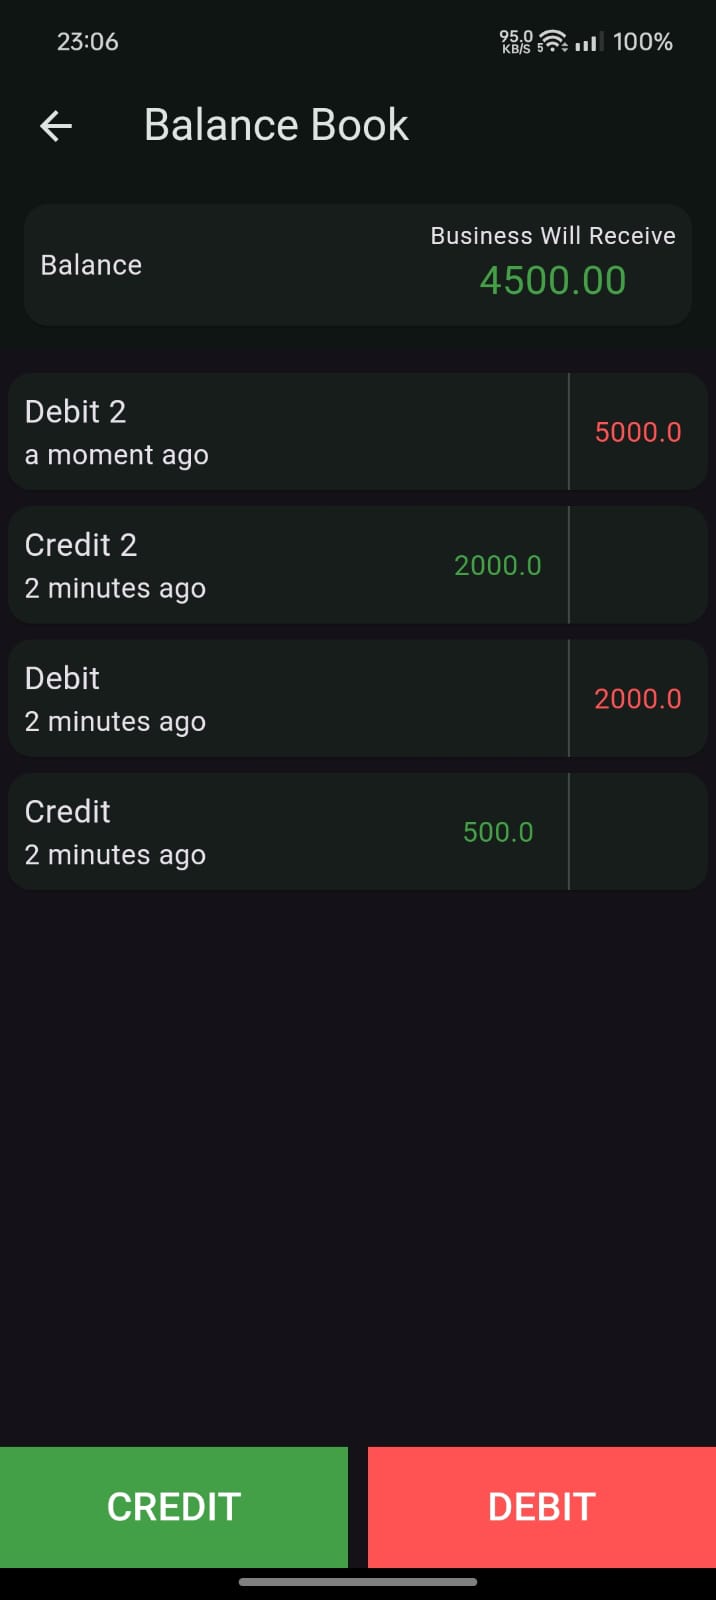 23:06
95.0
KB/S
5
100%
Balance Book
Balance
Business Will Receive
4500.00
Debit 2
a moment ago
5000.0
Credit 2
2 minutes ago
2000.0
Debit
2 minutes ago
2000.0
Credit
2 minutes ago
500.0
CREDIT
DEBIT